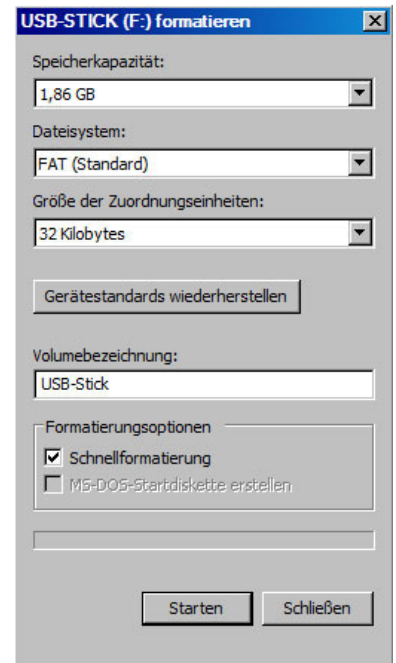 USB-STICK (F:) formatieren
Speicherkapazität:
1,86 GB
Dateisystem:
FAT (Standard)
Größe der Zuordnungseinheiten:
32 Kilobytes
Gerätestandards wiederherstellen
Volumebezeichnung:
USB-Stick
Formatierungsoptionen
Schnellformatierung
MS-DOS-Startdiskette erstellen
Starten Schließen